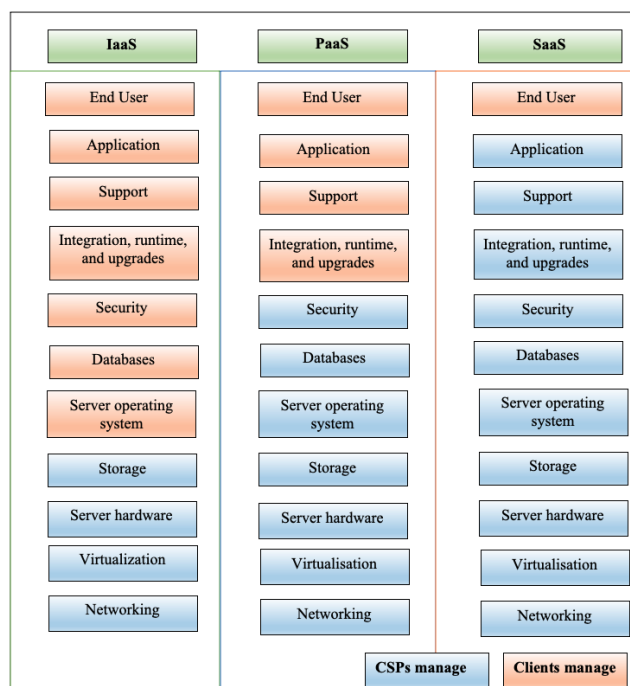 IaaS
End User
Application
Support
Integration, runtime,
and upgrades
Security
Databases
Server operating
system
Storage
Server hardware
Virtualization
Networking
PaaS
End User
Application
Support
Integration, runtime,
and upgrades
Security
Databases
Server operating
system
Storage
Server hardware
Virtualisation
Networking
SaaS
End User
Application
Support
Integration, runtime,
and upgrades
Security
Databases
Server operating
system
Storage
Server hardware
Virtualisation
Networking
CSPs manage
Clients manage